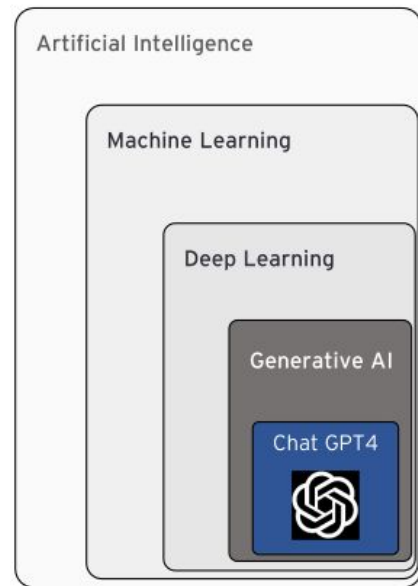 Artificial Intelligence
Machine Learning
Deep Learning
Generative AI
Chat GPT4